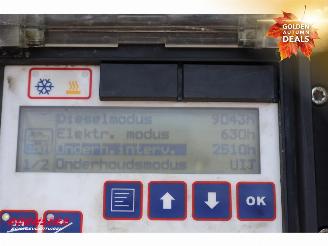 GOLDEN
AUTUMN
DEALS
Dieselmodus 9043h
Elektr. modus 630h
Onderh.interv. 2510h
1/2 Onderhoudsmodus UIT
OK